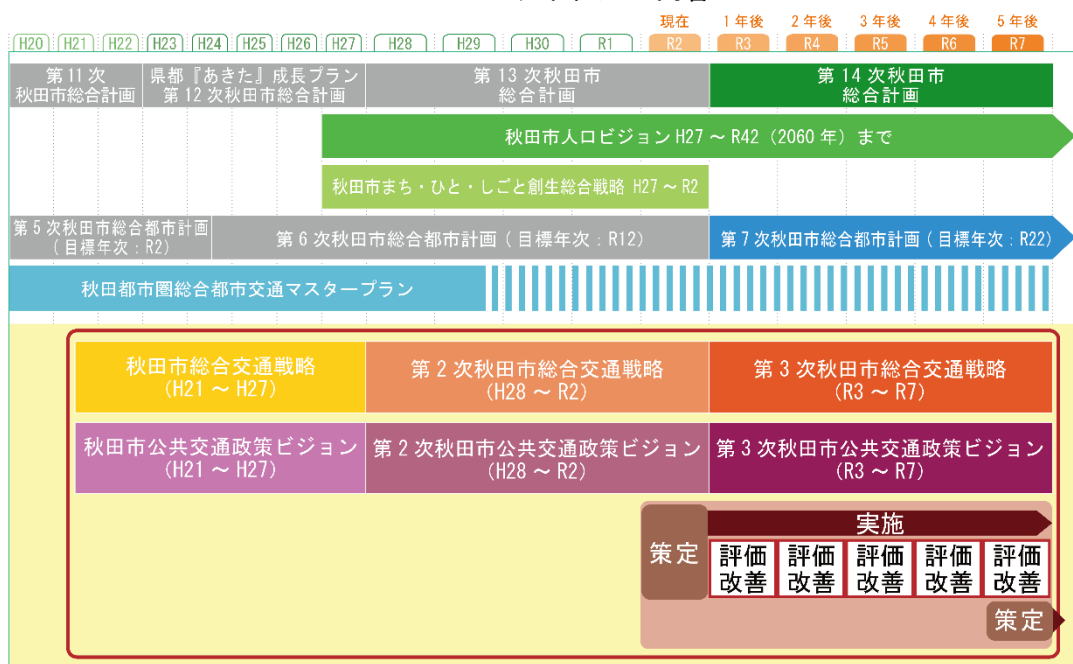 現在 1年後 2年後 3年後 4年後 5年後
H20 H21 H22 H23 H24 H25 H26 H27 H28 H29 H30 R1 R2 R3 R4 R5 R6 R7
第11次
秋田市総合計画
県都『あきた』成長プラン
第12次秋田市総合計画
第13次秋田市
総合計画
第14次秋田市
総合計画
秋田市人口ビジョン H27～R42（2060年）まで
秋田市まち・ひと・しごと創生総合戦略 H27～R2
第5次秋田市総合都市計画
(目標年次:R2)
第6次秋田市総合都市計画(目標年次:R12)
第7次秋田市総合都市計画(目標年次:R22)
秋田都市圏総合都市交通マスタープラン
秋田市総合交通戦略
(H21～H27)
第2次秋田市総合交通戦略
(H28～R2)
第3次秋田市総合交通戦略
(R3～R7)
秋田市公共交通政策ビジョン
(H21～H27)
第2次秋田市公共交通政策ビジョン
(H28～R2)
第3次秋田市公共交通政策ビジョン
(R3～R7)
策定
実施
評価
改善
評価
改善
評価
改善
評価
改善
評価
改善
策定